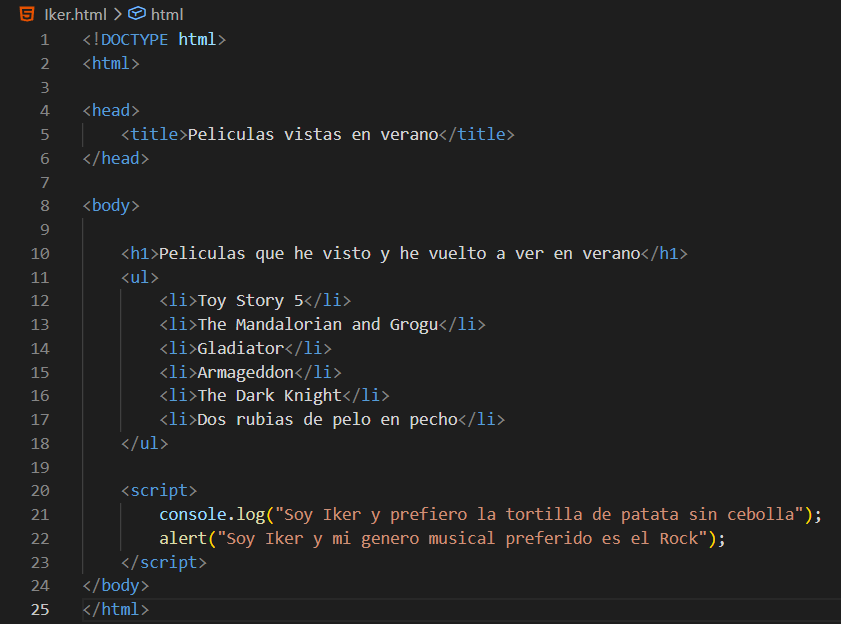 Iker.html > html
1 <!DOCTYPE html>
2 <html>
3
4 <head>
5     <title>Peliculas vistas en verano</title>
6 </head>
7
8 <body>
9
10     <h1>Peliculas que he visto y he vuelto a ver en verano</h1>
11     <ul>
12         <li>Toy Story 5</li>
13         <li>The Mandalorian and Grogu</li>
14         <li>Gladiator</li>
15         <li>Armageddon</li>
16         <li>The Dark Knight</li>
17         <li>Dos rubias de pelo en pecho</li>
18     </ul>
19
20     <script>
21         console.log("Soy Iker y prefiero la tortilla de patata sin cebolla");
22         alert("Soy Iker y mi genero musical preferido es el Rock");
23     </script>
24 </body>
25 </html>